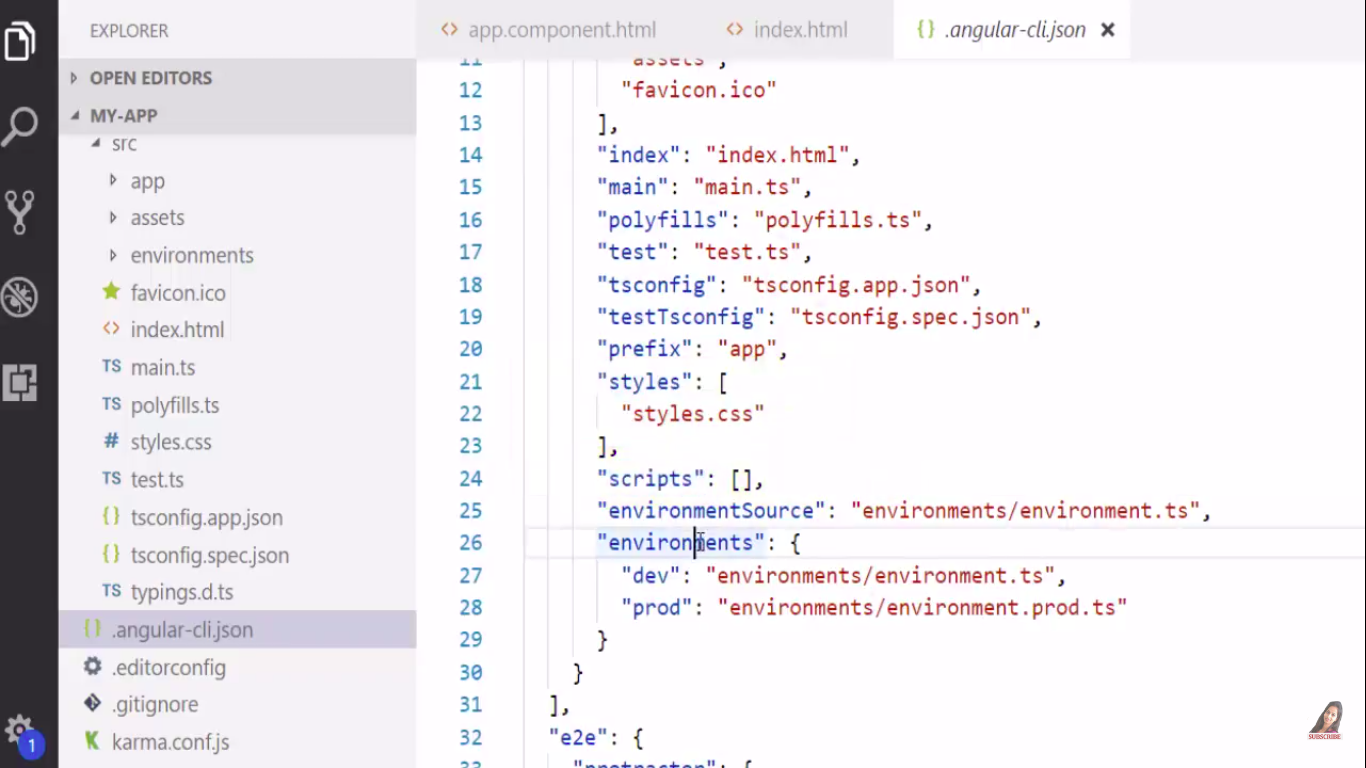 EXPLORER
OPEN EDITORS
MY-APP
src
app
assets
environments
favicon.ico
index.html
main.ts
polyfills.ts
styles.css
test.ts
tsconfig.app.json
tsconfig.spec.json
typings.d.ts
.angular-cli.json
.editorconfig
.gitignore
karma.conf.js
1
app.component.html
index.html
.angular-cli.json
11 "assets",
12 "favicon.ico"
13 ],
14 "index": "index.html",
15 "main": "main.ts",
16 "polyfills": "polyfills.ts",
17 "test": "test.ts",
18 "tsconfig": "tsconfig.app.json",
19 "testTsconfig": "tsconfig.spec.json",
20 "prefix": "app",
21 "styles": [
22 "styles.css"
23 ],
24 "scripts": [],
25 "environmentSource": "environments/environment.ts",
26 "environments": {
27 "dev": "environments/environment.ts",
28 "prod": "environments/environment.prod.ts"
29 }
30 }
31 ],
32 "e2e": {
33 "protractor": {
SUBSCRIBE